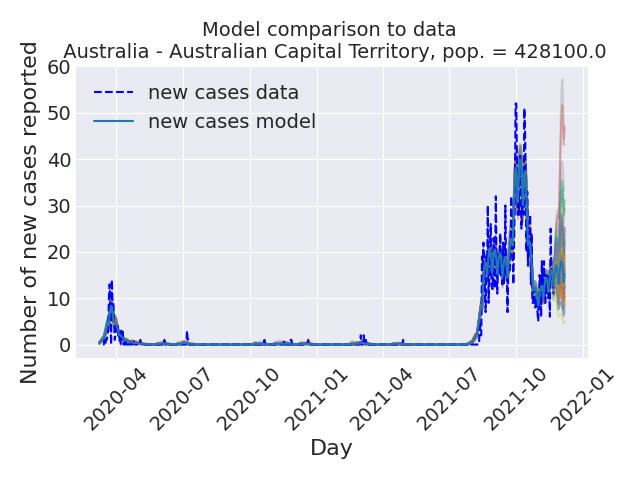 Model comparison to data
Australia - Australian Capital Territory, pop. = 428100.0
new cases data
new cases model
Number of new cases reported
60
50
40
30
20
10
0
2020-04
2020-07
2020-10
2021-01
2021-04
2021-07
2021-10
2022-01
Day